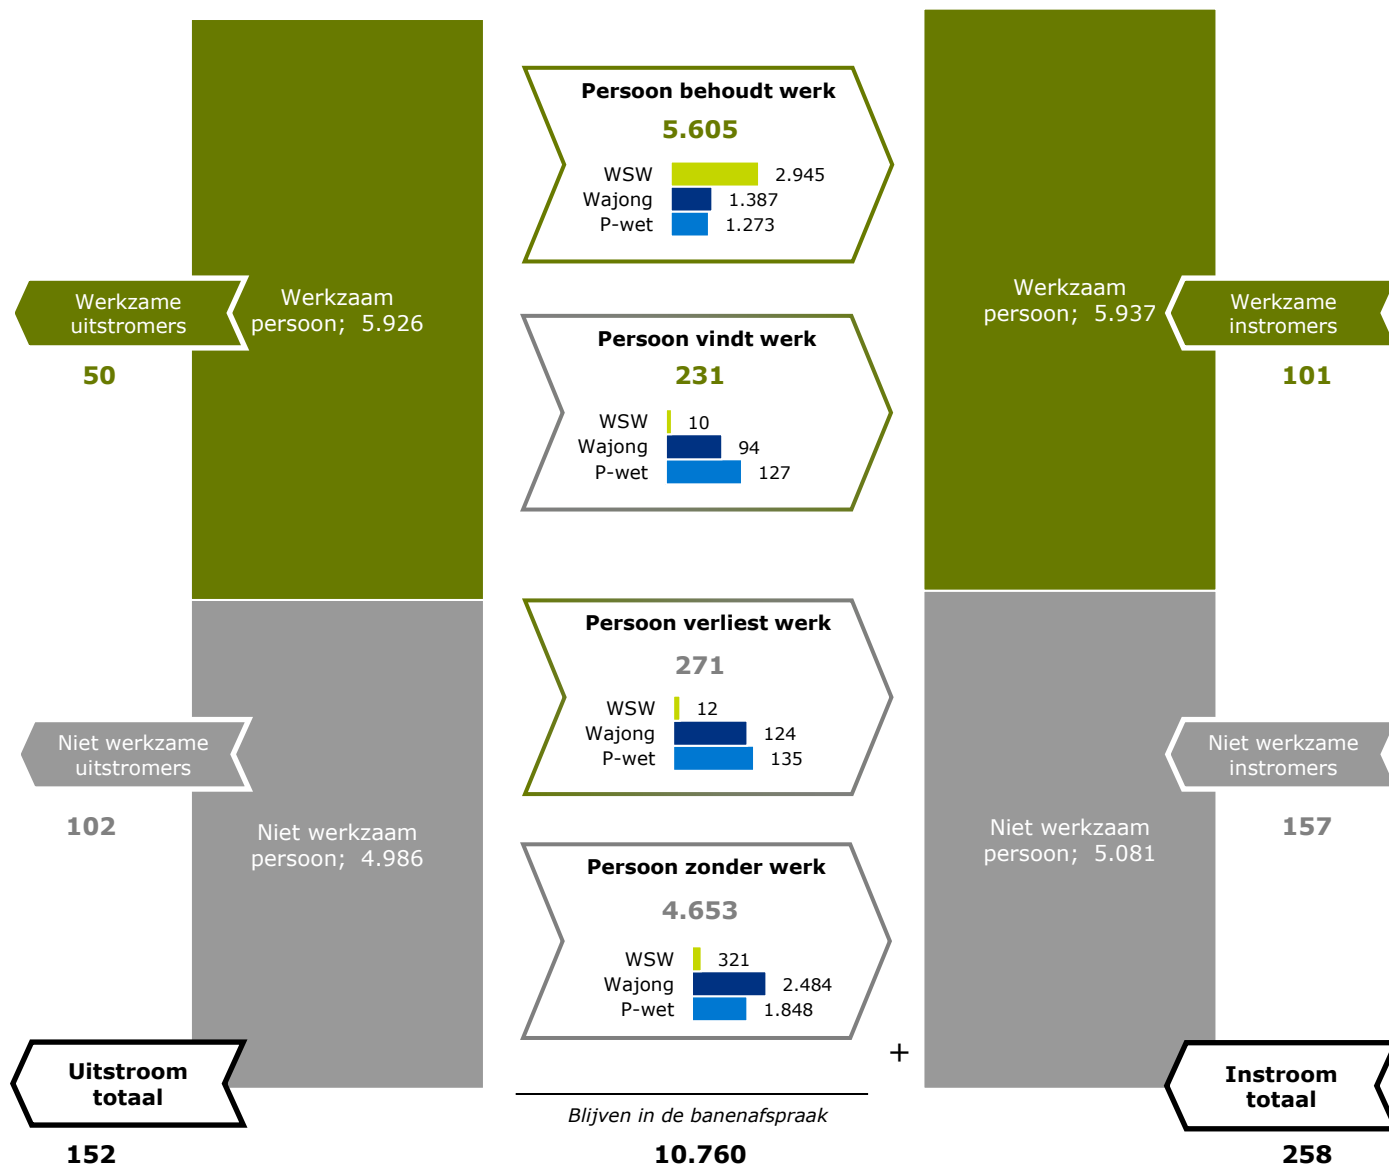 Werkzame
uitstromers
50
Niet werkzame
uitstromers
102
Uitstroom
totaal
152
Werkzaam
persoon;  5.926
Niet werkzaam
persoon;  4.986
Persoon behoudt werk
5.605
WSW 2.945
Wajong 1.387
P-wet 1.273
Persoon vindt werk
231
WSW 10
Wajong 94
P-wet 127
Persoon verliest werk
271
WSW 12
Wajong 124
P-wet 135
Persoon zonder werk
4.653
WSW 321
Wajong 2.484
P-wet 1.848
+
Blijven in de banenafspraak
10.760
Werkzaam
persoon;  5.937
Niet werkzaam
persoon;  5.081
Werkzame
instromers
101
Niet werkzame
instromers
157
Instroom
totaal
258